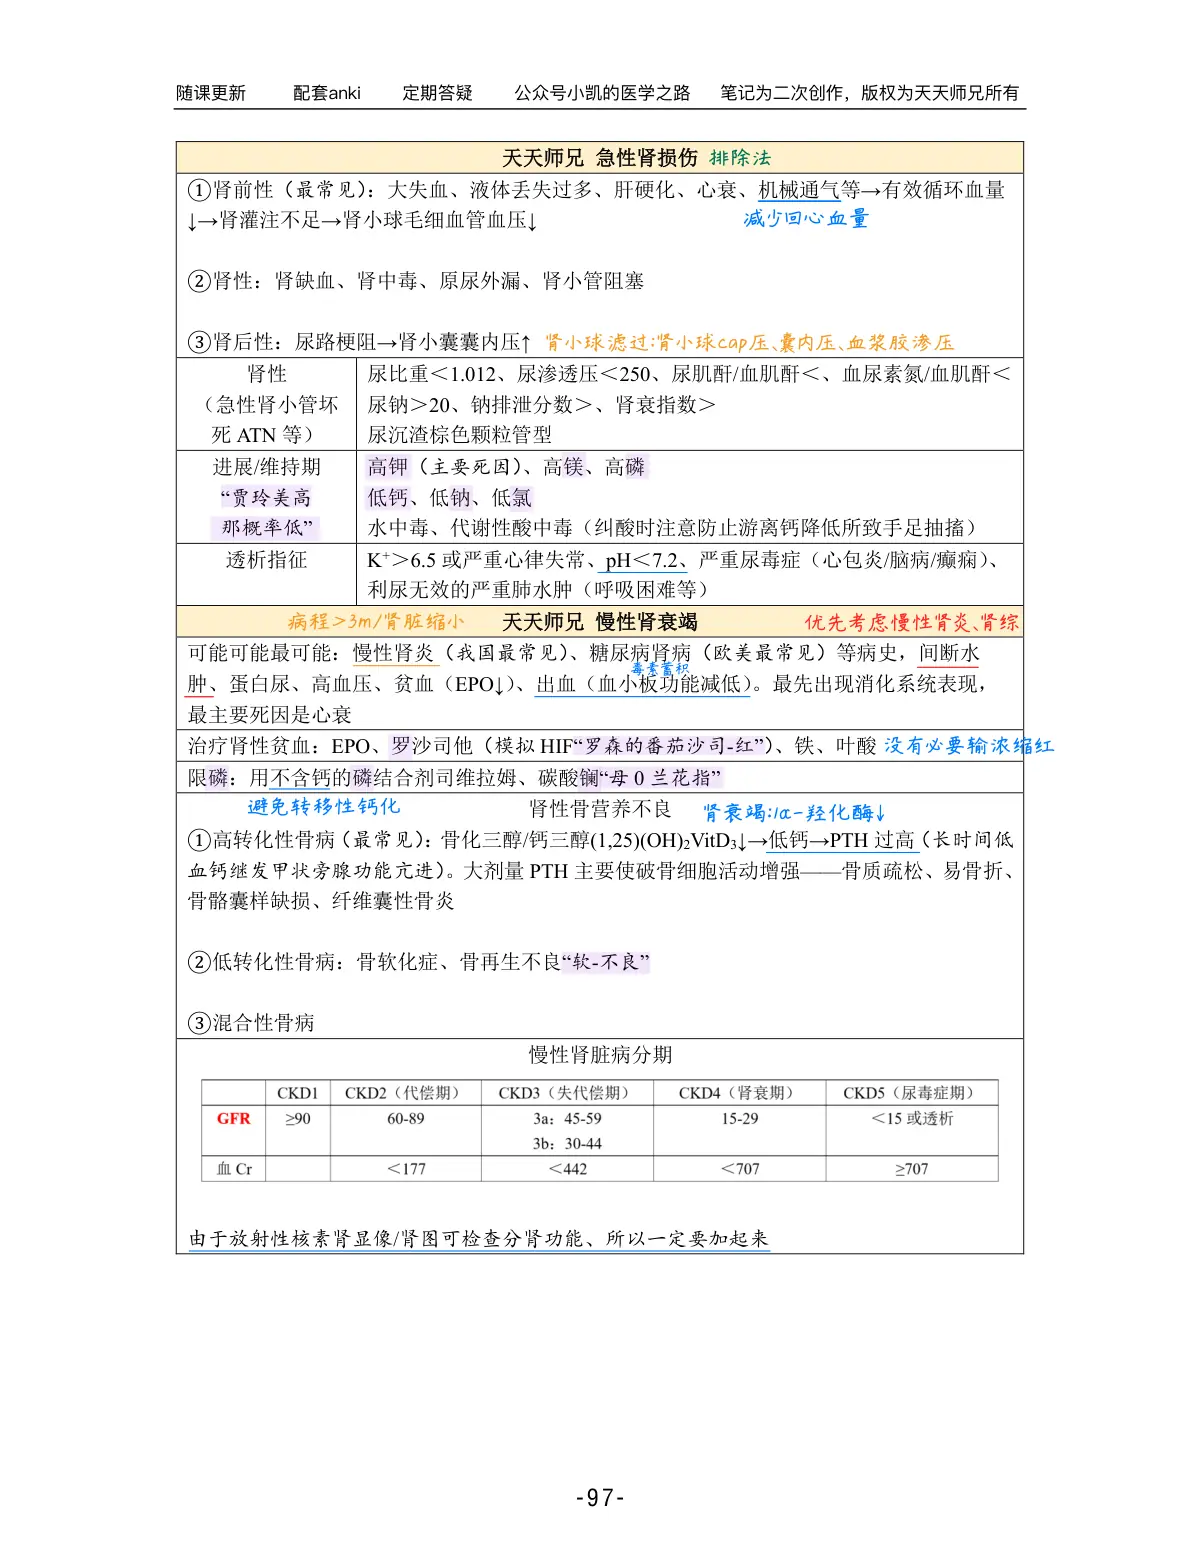 随课更新 配套anki 定期答疑 公众号小凯的医学之路 笔记为二次创作，版权为天天师兄所有
天天师兄 急性肾损伤 排除法
①肾前性（最常见）：大失血、液体丢失过多、肝硬化、心衰、机械通气等→有效循环血量
↓→肾灌注不足→肾小球毛细血管血压↓ 减少回心血量
②肾性：肾缺血、肾中毒、原尿外漏、肾小管阻塞
③肾后性：尿路梗阻→肾小囊囊内压↑ 肾小球滤过:肾小球cap压、囊内压、血浆胶渗压
肾性 尿比重＜1.012、尿渗透压＜250、尿肌酐/血肌酐＜、血尿素氮/血肌酐＜
（急性肾小管坏 尿钠＞20、钠排泄分数＞、肾衰指数＞
死 ATN 等） 尿沉渣棕色颗粒管型
进展/维持期 高钾（主要死因）、高镁、高磷
“贾玲美高 低钙、低钠、低氯
那概率低” 水中毒、代谢性酸中毒（纠酸时注意防止游离钙降低所致手足抽搐）
透析指征 K⁺＞6.5 或严重心律失常、pH＜7.2、严重尿毒症（心包炎/脑病/癫痫）、
利尿无效的严重肺水肿（呼吸困难等）
病程>3m/肾脏缩小 天天师兄 慢性肾衰竭 优先考虑慢性肾炎、肾综
可能可能最可能：慢性肾炎（我国最常见）、糖尿病肾病（欧美最常见）等病史，间断水
毒素蓄积
肿、蛋白尿、高血压、贫血（EPO↓）、出血（血小板功能减低）。最先出现消化系统表现，
最主要死因是心衰
治疗肾性贫血：EPO、罗沙司他（模拟 HIF“罗森的番茄沙司-红”）、铁、叶酸 没有必要输浓缩红
限磷：用不含钙的磷结合剂司维拉姆、碳酸镧“母 0 兰花指”
避免转移性钙化 肾性骨营养不良 肾衰竭:1α-羟化酶↓
①高转化性骨病（最常见）：骨化三醇/钙三醇(1,25)(OH)₂VitD₃↓→低钙→PTH 过高（长时间低
血钙继发甲状旁腺功能亢进）。大剂量 PTH 主要使破骨细胞活动增强——骨质疏松、易骨折、
骨骼囊样缺损、纤维囊性骨炎
②低转化性骨病：骨软化症、骨再生不良“软-不良”
③混合性骨病
慢性肾脏病分期
CKD1 CKD2（代偿期） CKD3（失代偿期） CKD4（肾衰期） CKD5（尿毒症期）
GFR ≥90 60-89 3a：45-59 15-29 ＜15 或透析
3b：30-44
血 Cr ＜177 ＜442 ＜707 ≥707
由于放射性核素肾显像/肾图可检查分肾功能、所以一定要加起来
-97-